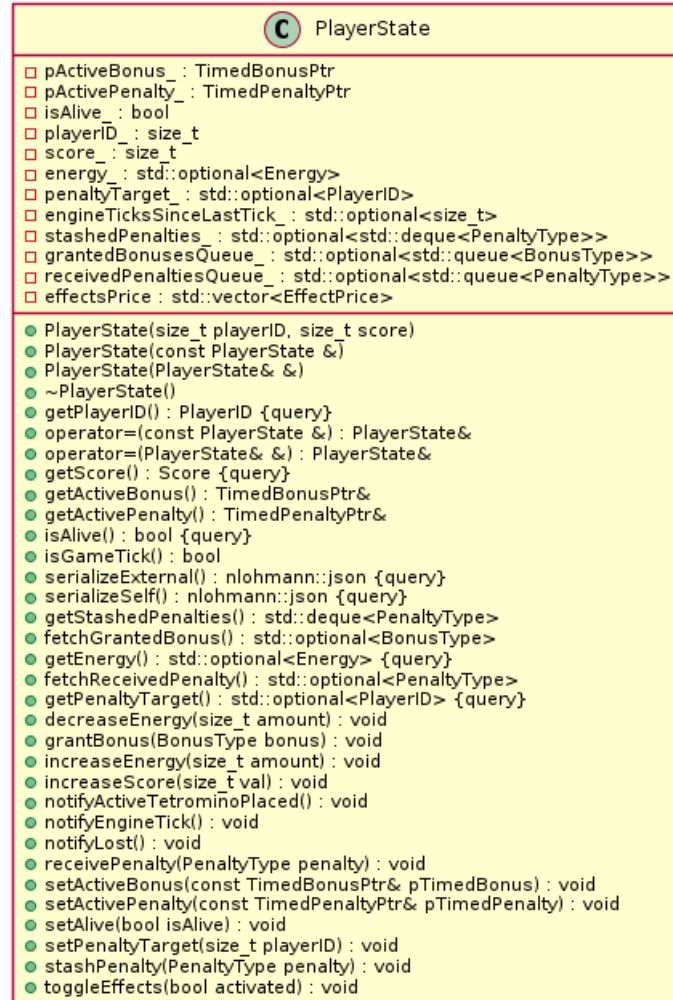 C PlayerState
pActiveBonus_ : TimedBonusPtr
pActivePenalty_ : TimedPenaltyPtr
isAlive_ : bool
playerID_ : size_t
score_ : size_t
energy_ : std::optional<Energy>
penaltyTarget_ : std::optional<PlayerID>
engineTicksSinceLastTick_ : std::optional<size_t>
stashedPenalties_ : std::optional<std::deque<PenaltyType>>
grantedBonusesQueue_ : std::optional<std::queue<BonusType>>
receivedPenaltiesQueue_ : std::optional<std::queue<PenaltyType>>
effectsPrice : std::vector<EffectPrice>
PlayerState(size_t playerID, size_t score)
PlayerState(const PlayerState &)
PlayerState(PlayerState& &)
~PlayerState()
getPlayerID() : PlayerID {query}
operator=(const PlayerState &) : PlayerState&
operator=(PlayerState& &) : PlayerState&
getScore() : Score {query}
getActiveBonus() : TimedBonusPtr&
getActivePenalty() : TimedPenaltyPtr&
isAlive() : bool {query}
isGameTick() : bool
serializeExternal() : nlohmann::json {query}
serializeSelf() : nlohmann::json {query}
getStashedPenalties() : std::deque<PenaltyType>
fetchGrantedBonus() : std::optional<BonusType>
getEnergy() : std::optional<Energy> {query}
fetchReceivedPenalty() : std::optional<PenaltyType>
getPenaltyTarget() : std::optional<PlayerID> {query}
decreaseEnergy(size_t amount) : void
grantBonus(BonusType bonus) : void
increaseEnergy(size_t amount) : void
increaseScore(size_t val) : void
notifyActiveTetrominoPlaced() : void
notifyEngineTick() : void
notifyLost() : void
receivePenalty(PenaltyType penalty) : void
setActiveBonus(const TimedBonusPtr& pTimedBonus) : void
setActivePenalty(const TimedPenaltyPtr& pTimedPenalty) : void
setAlive(bool isAlive) : void
setPenaltyTarget(size_t playerID) : void
stashPenalty(PenaltyType penalty) : void
toggleEffects(bool activated) : void